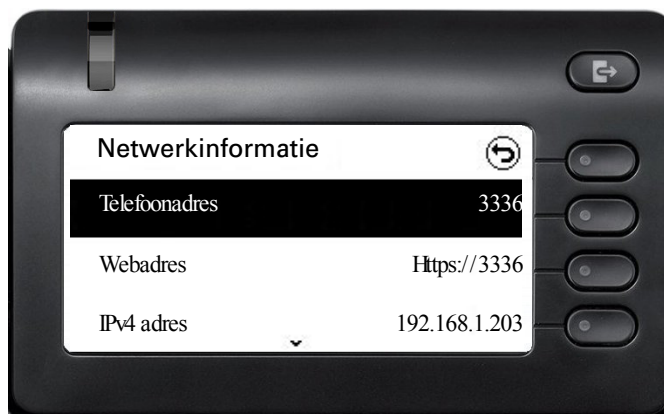 Netwerkinformatie
Telefoonadres 3336
Webadres Https://3336
IPv4 adres 192.168.1.203